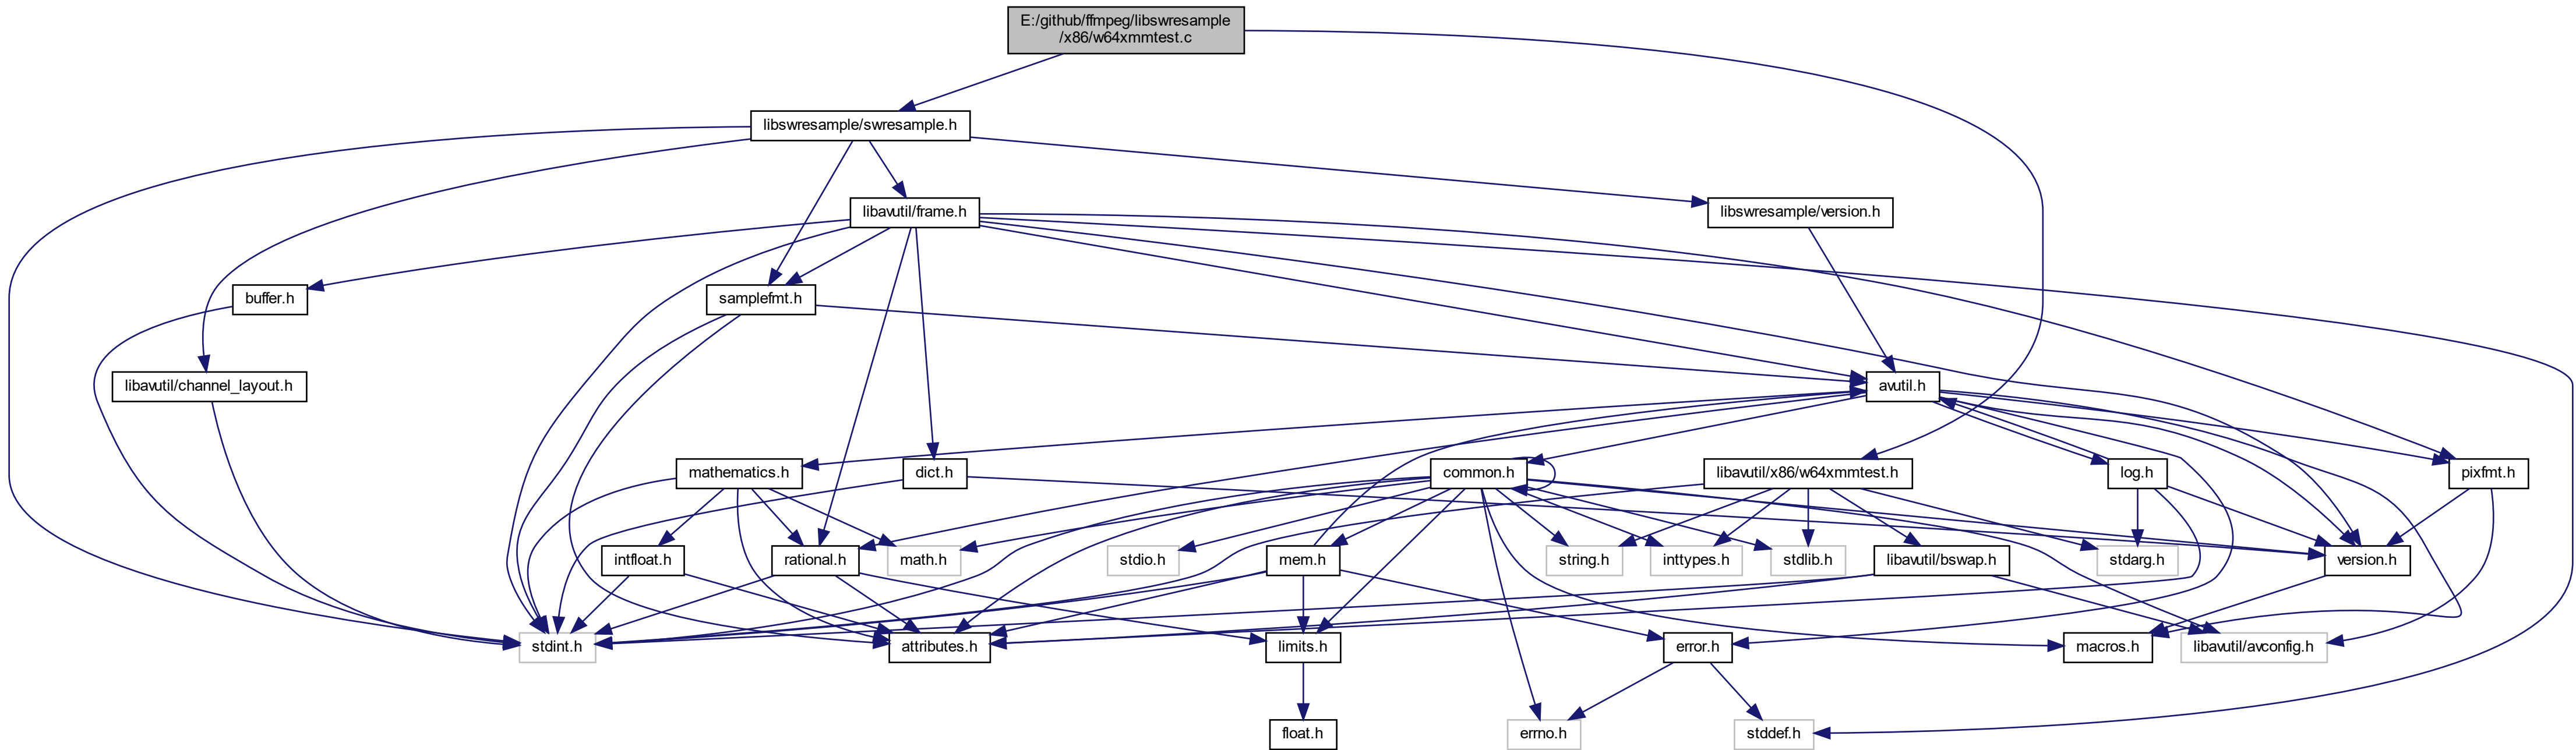 E:/github/ffmpeg/libswresample
/x86/w64xmmtest.c
libswresample/swresample.h
libavutil/frame.h
libswresample/version.h
buffer.h
samplefmt.h
libavutil/channel_layout.h
avutil.h
mathematics.h
dict.h
common.h
libavutil/x86/w64xmmtest.h
log.h
pixfmt.h
intfloat.h
rational.h
math.h
stdio.h
mem.h
string.h
inttypes.h
stdlib.h
libavutil/bswap.h
stdarg.h
version.h
stdint.h
attributes.h
limits.h
error.h
macros.h
libavutil/avconfig.h
float.h
errno.h
stddef.h